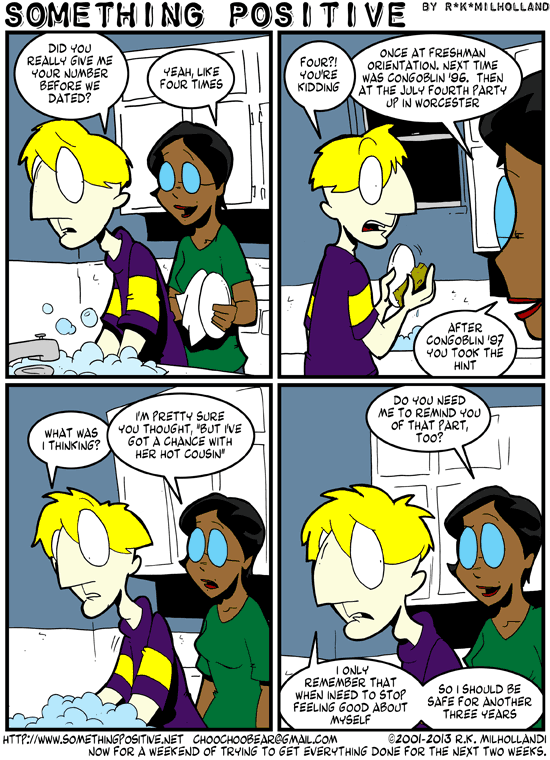 SOMETHING POSITIVE BY R*K*MILHOLLAND
DID YOU
REALLY GIVE ME
YOUR NUMBER
BEFORE WE
DATED?
YEAH, LIKE
FOUR TIMES
FOUR?!
YOU'RE
KIDDING
ONCE AT FRESHMAN
ORIENTATION. NEXT TIME
WAS CONGOBLIN '96. THEN
AT THE JULY FOURTH PARTY
UP IN WORCESTER
AFTER
CONGOBLIN '97
YOU TOOK THE
HINT
WHAT WAS
I THINKING?
I'M PRETTY SURE
YOU THOUGHT, "BUT I'VE
GOT A CHANCE WITH
HER HOT COUSIN"
DO YOU NEED
ME TO REMIND YOU
OF THAT PART,
TOO?
I ONLY
REMEMBER THAT
WHEN I NEED TO STOP
FEELING GOOD ABOUT
MYSELF
SO I SHOULD BE
SAFE FOR ANOTHER
THREE YEARS
HTTP://WWW.SOMETHINGPOSITIVE.NET CHOOCHOOBEAR@GMAIL.COM ©2001-2013 R.K. MILHOLLAND!
NOW FOR A WEEKEND OF TRYING TO GET EVERYTHING DONE FOR THE NEXT TWO WEEKS.